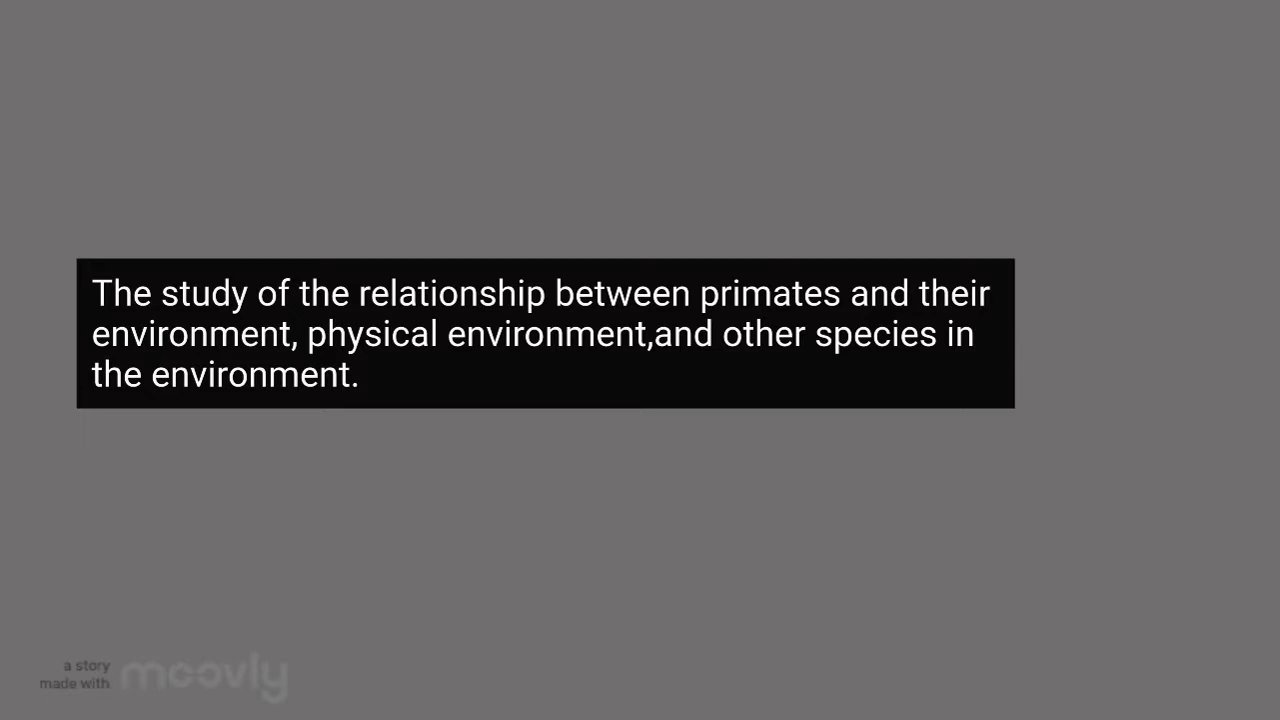 The study of the relationship between primates and their
environment, physical environment,and other species in
the environment.
a story
made with
moovly